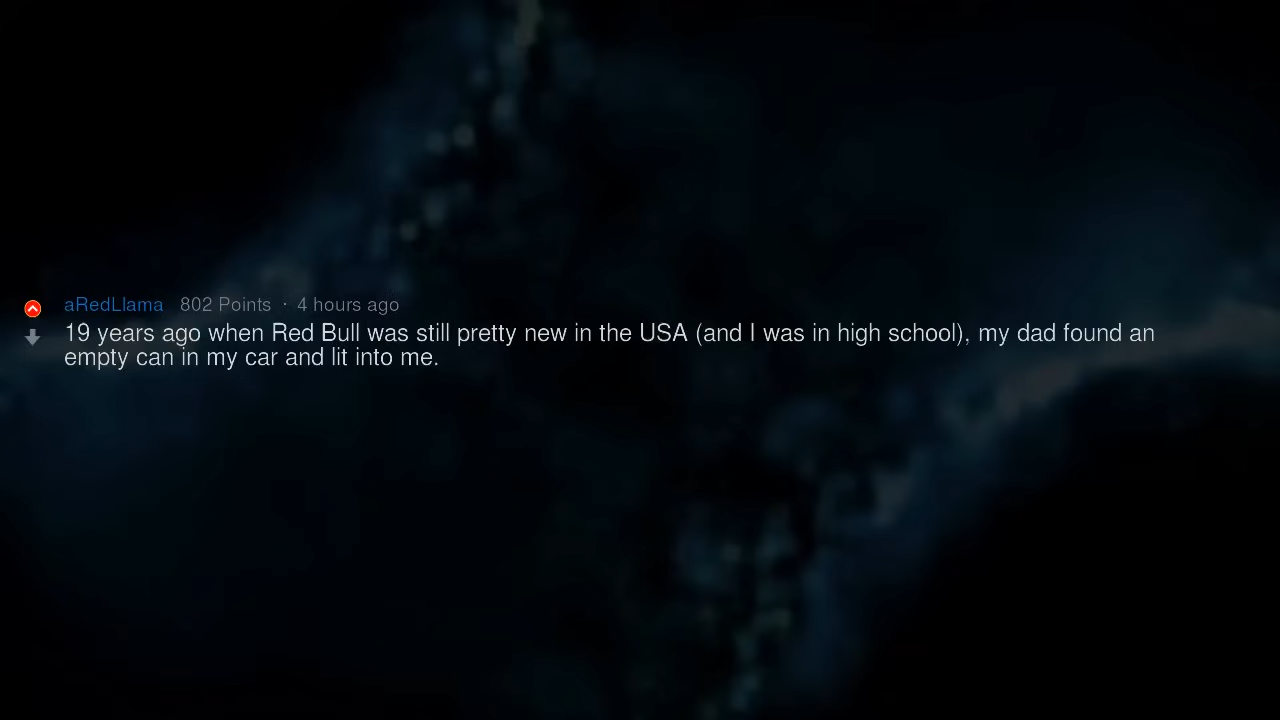 aRedLlama 802 Points · 4 hours ago
19 years ago when Red Bull was still pretty new in the USA (and I was in high school), my dad found an
empty can in my car and lit into me.